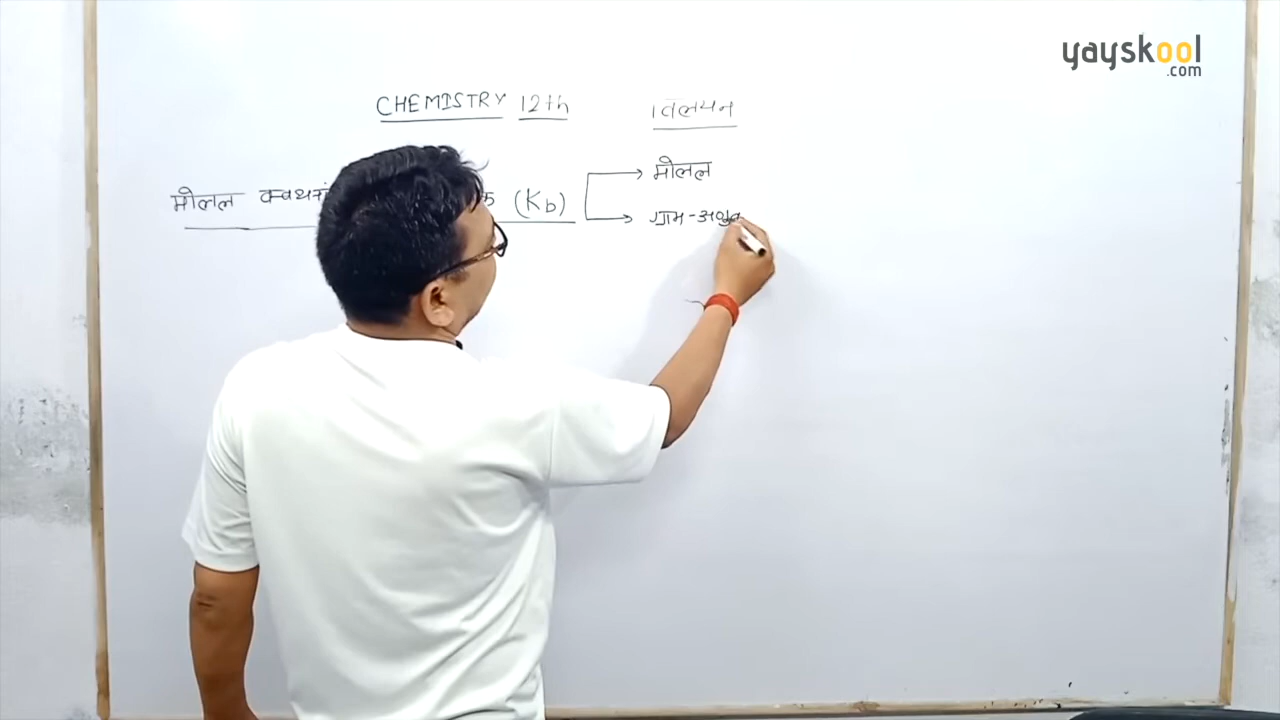 yayskool
.com
CHEMISTRY 12th विलयन
मोलल (Kb) मोलल
ग्राम-अणुक